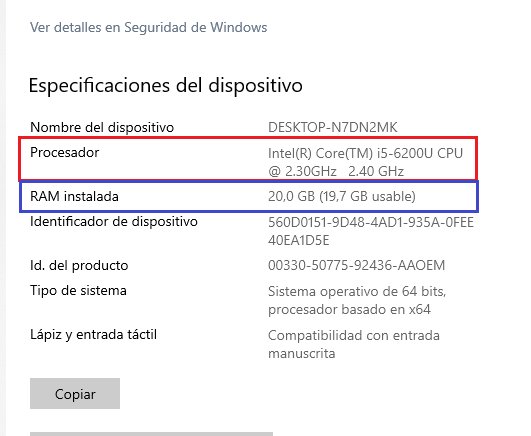 Ver detalles en Seguridad de Windows
Especificaciones del dispositivo
Nombre del dispositivo DESKTOP-N7DN2MK
Procesador Intel(R) Core(TM) i5-6200U CPU
@ 2.30GHz 2.40 GHz
RAM instalada 20,0 GB (19,7 GB usable)
Identificador de dispositivo 560D0151-9D48-4AD1-935A-0FEE
40EA1D5E
Id. del producto 00330-50775-92436-AAOEM
Tipo de sistema Sistema operativo de 64 bits,
procesador basado en x64
Lápiz y entrada táctil Compatibilidad con entrada
manuscrita
Copiar